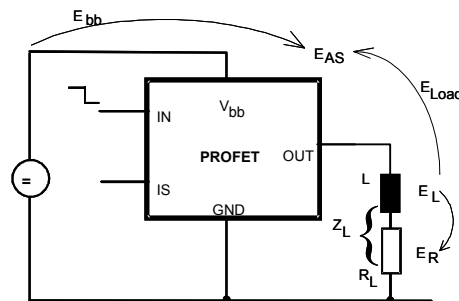 E_bb
E_AS
E_Load
V_bb
IN
PROFET
OUT
=
IS
GND
L
E_L
Z_L {
R_L
E_R